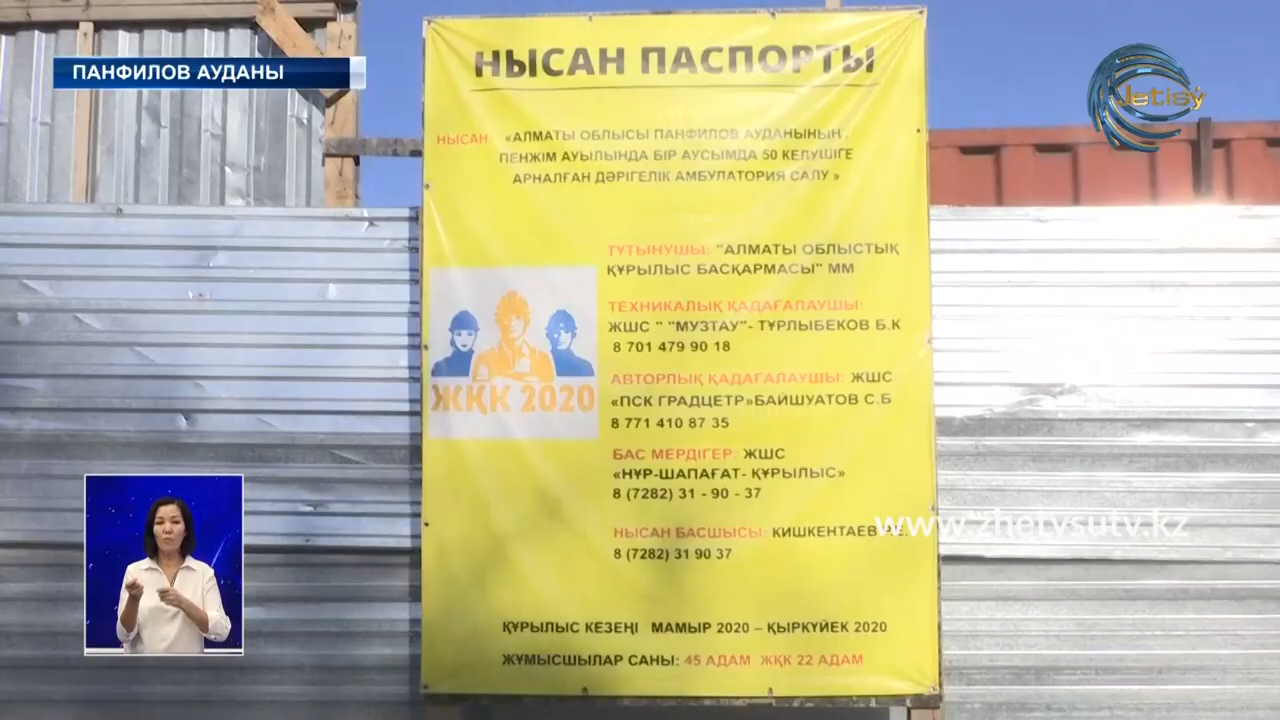 ПАНФИЛОВ АУДАНЫ
Jetisý
НЫСАН ПАСПОРТЫ
НЫСАН «АЛМАТЫ ОБЛЫСЫ ПАНФИЛОВ АУДАНЫНЫҢ .
ПЕНЖІМ АУЫЛЫНДА БІР АУСЫМДА 50 КЕЛУШІГЕ
АРНАЛҒАН ДӘРІГЕЛІК АМБУЛАТОРИЯ САЛУ »
ТҰТЫНУШЫ: "АЛМАТЫ ОБЛЫСТЫҚ
ҚҰРЫЛЫС БАСҚАРМАСЫ" ММ
ТЕХНИКАЛЫҚ ҚАДАҒАЛАУШЫ:
ЖШС " "МУЗТАУ"- ТҰРЛЫБЕКОВ Б.К
8 701 479 90 18
АВТОРЛЫҚ ҚАДАҒАЛАУШЫ: ЖШС
«ПСК ГРАДЦЕТР»БАЙШУАТОВ С.Б
8 771 410 87 35
ЖҚК 2020
БАС МЕРДІГЕР: ЖШС
«НҰР-ШАПАҒАТ- ҚҰРЫЛЫС»
8 (7282) 31 - 90 - 37
НЫСАН БАСШЫСЫ: КИШКЕНТАЕВ Р.Е.
8 (7282) 31 90 37
www.zhetysutv.kz
ҚҰРЫЛЫС КЕЗЕҢІ МАМЫР 2020 – ҚЫРКҮЙЕК 2020
ЖҰМЫСШЫЛАР САНЫ: 45 АДАМ ЖҚК 22 АДАМ